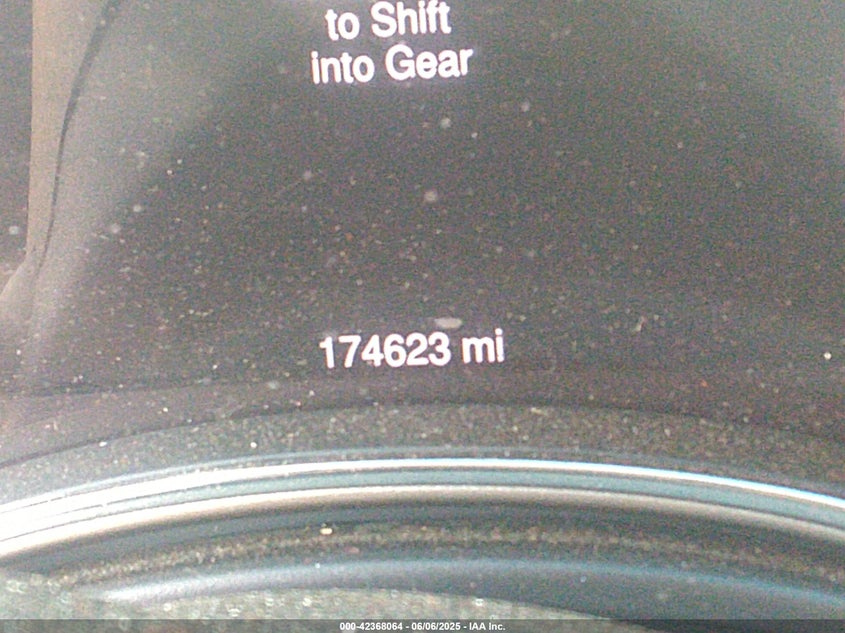 to Shift
into Gear
174623 mi
000-42368064 - 06/06/2025 - IAA Inc.